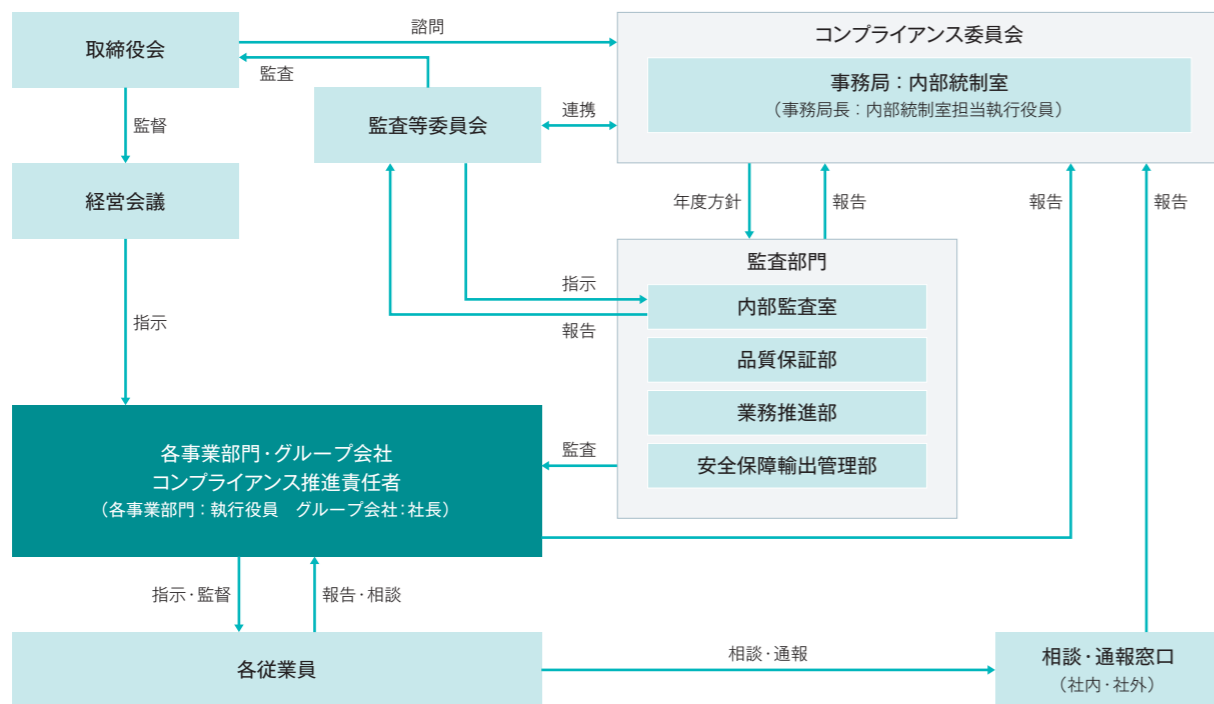 取締役会
諮問
監査
監督
監査等委員会
連携
コンプライアンス委員会
事務局：内部統制室
（事務局長：内部統制室担当執行役員）
経営会議
年度方針
報告
報告
報告
監査部門
指示
報告
内部監査室
品質保証部
業務推進部
安全保障輸出管理部
指示
監査
各事業部門・グループ会社
コンプライアンス推進責任者
（各事業部門：執行役員　グループ会社：社長）
指示・監督
報告・相談
各従業員
相談・通報
相談・通報窓口
（社内・社外）